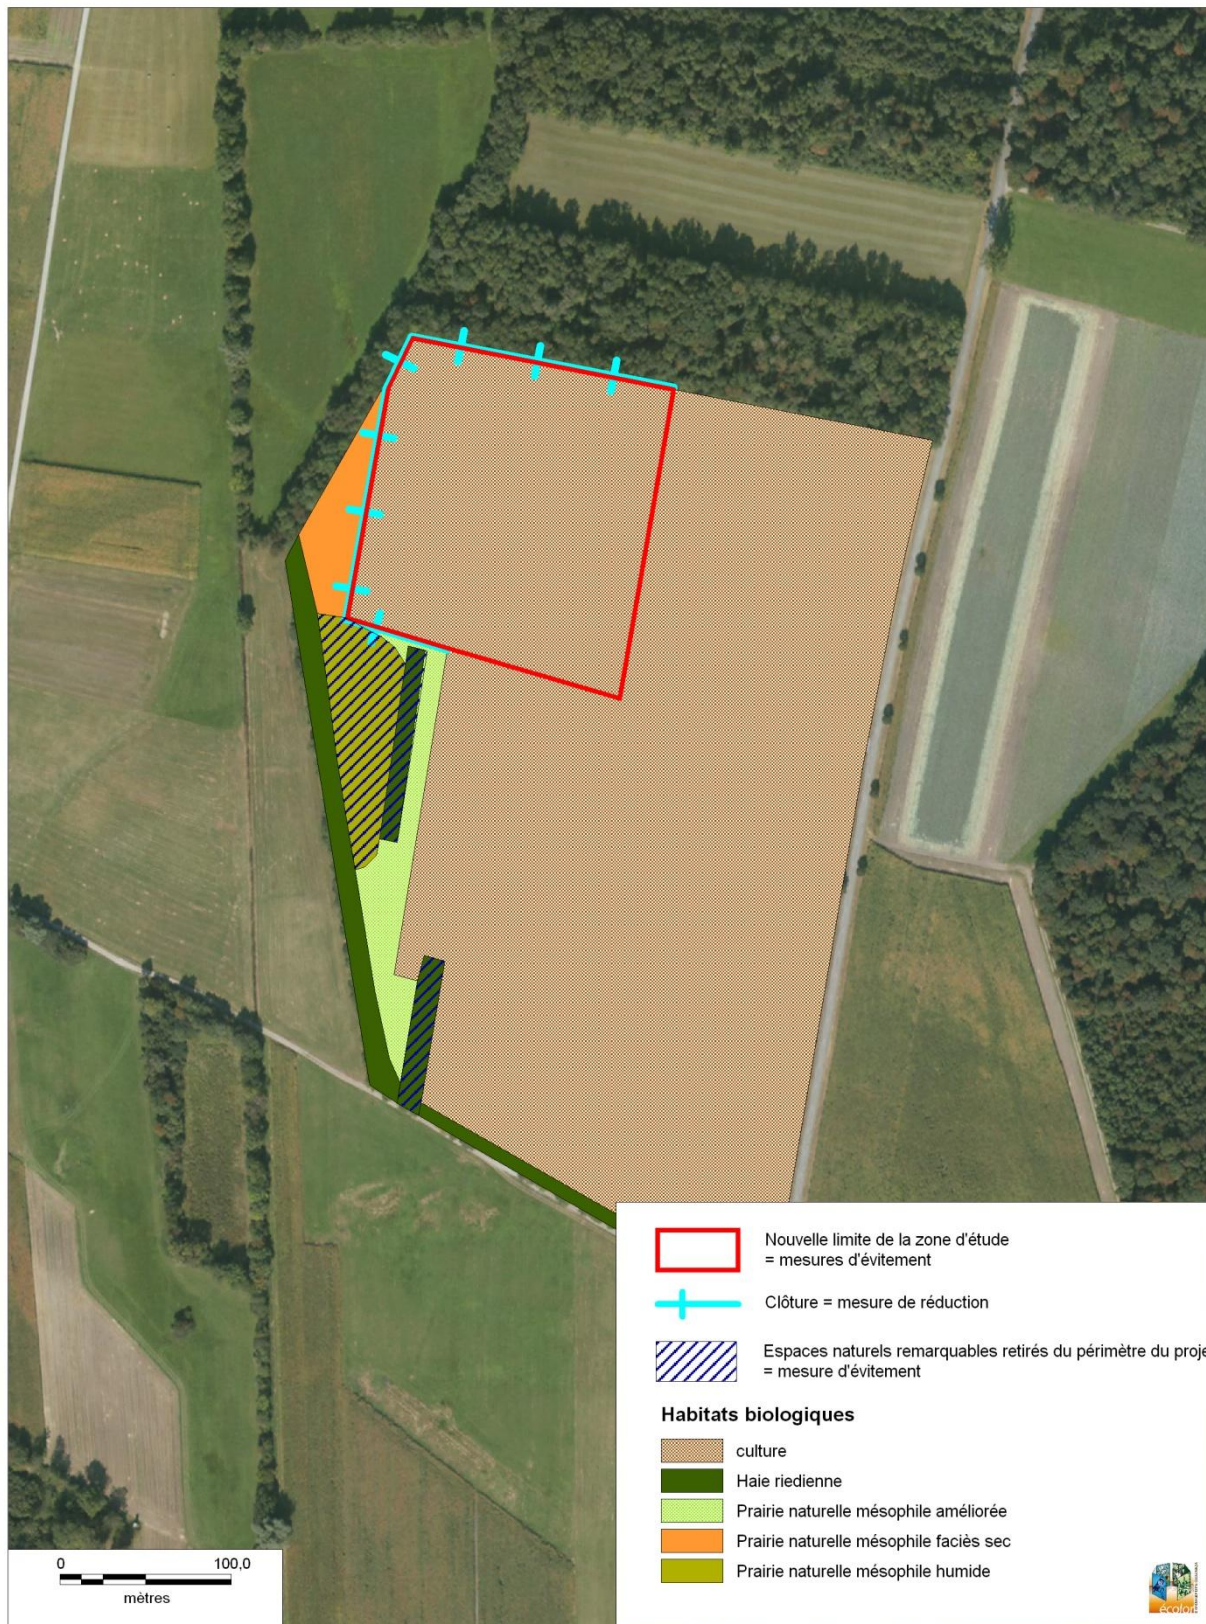 Nouvelle limite de la zone d'étude
= mesures d'évitement
Clôture = mesure de réduction
Espaces naturels remarquables retirés du périmètre du proje
= mesure d'évitement
Habitats biologiques
culture
Haie riedienne
Prairie naturelle mésophile améliorée
Prairie naturelle mésophile faciès sec
Prairie naturelle mésophile humide
0 100,0
mètres
écolor